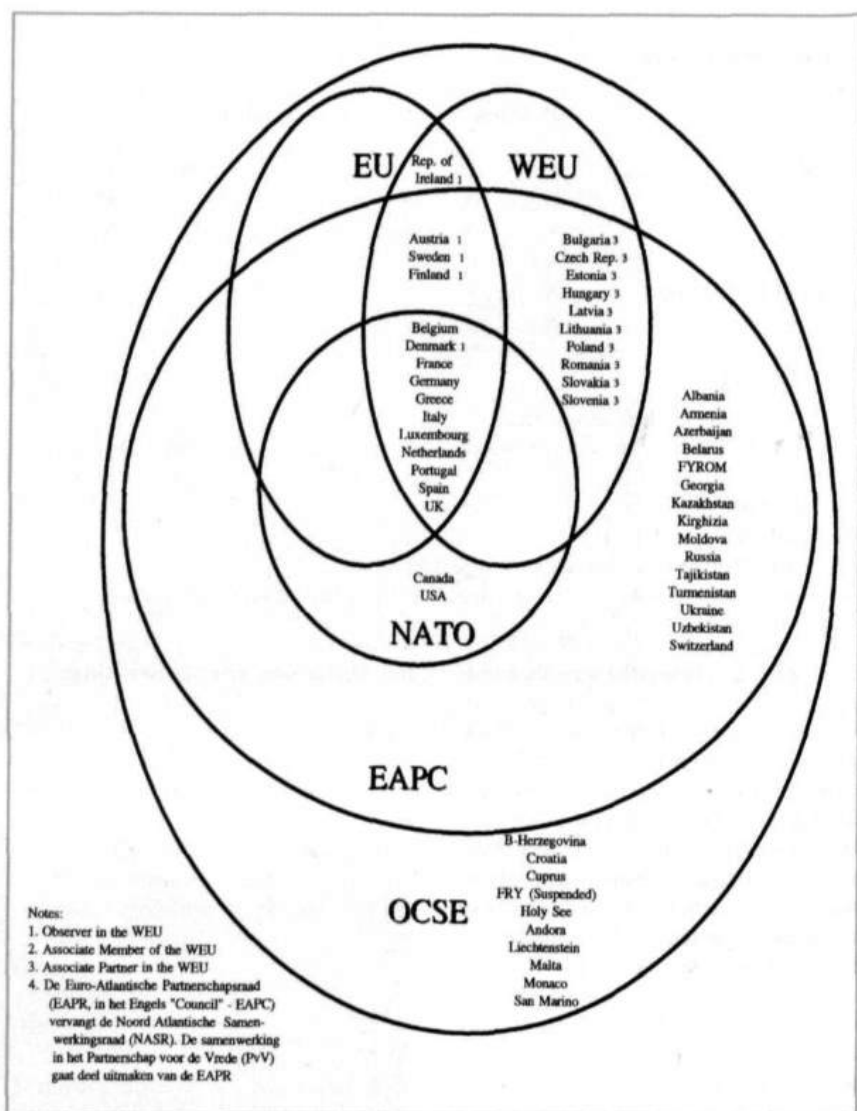 EU
WEU
Rep. of
Ireland 1
Austria 1
Sweden 1
Finland 1
Bulgaria 3
Czech Rep. 3
Estonia 3
Hungary 3
Latvia 3
Lithuania 3
Poland 3
Romania 3
Slovakia 3
Slovenia 3
Belgium
Denmark 1
France
Germany
Greece
Italy
Luxembourg
Netherlands
Portugal
Spain
UK
Albania
Armenia
Azerbaijan
Belarus
FYROM
Georgia
Kazakhstan
Kirghizia
Moldova
Russia
Tajikistan
Turmenistan
Ukraine
Uzbekistan
Switzerland
Canada
USA
NATO
EAPC
B-Herzegovina
Croatia
Cuprus
FRY (Suspended)
Holy See
Andora
Liechtenstein
Malta
Monaco
San Marino
OCSE
Notes:
1. Observer in the WEU
2. Associate Member of the WEU
3. Associate Partner in the WEU
4. De Euro-Atlantische Partnerschapsraad
(EAPR, in het Engels "Council" - EAPC)
vervangt de Noord Atlantische Samen-
werkingsraad (NASR). De samenwerking
in het Partnerschap voor de Vrede (PvV)
gaat deel uitmaken van de EAPR